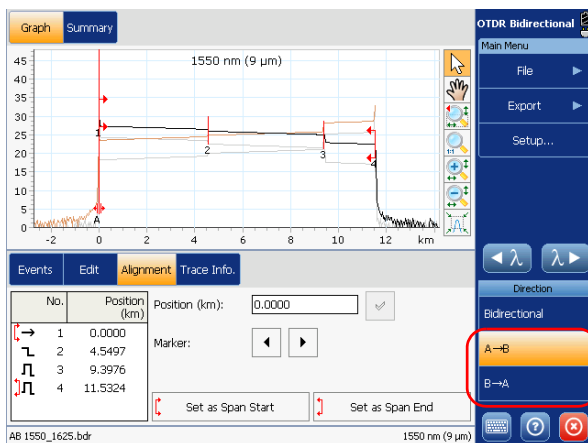 Graph Summary
OTDR Bidirectional
Main Menu
File
Export
Setup...
1550 nm (9 µm)
45
40
35
30
25
20
15
10
5
0
1
2
3
4
A
-2 0 2 4 6 8 10 12 km
1:1
λ λ
Direction
Bidirectional
A→B
B→A
Events Edit Alignment Trace Info.
No. Position (km)
1 0.0000
2 4.5497
3 9.3976
4 11.5324
Position (km): 0.0000
Marker:
Set as Span Start Set as Span End
AB 1550_1625.bdr 1550 nm (9 µm)